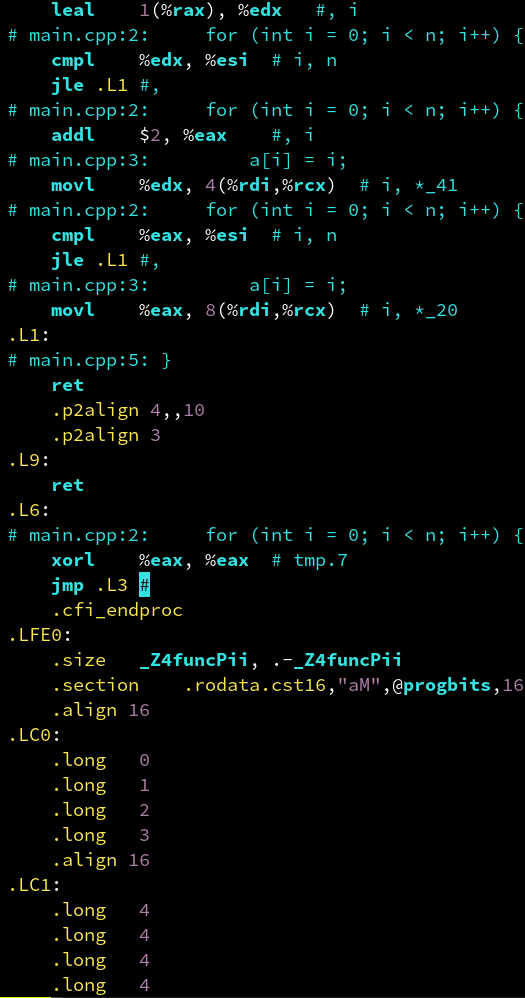 leal 1(%rax), %edx #, i
# main.cpp:2: for (int i = 0; i < n; i++) {
cmpl %edx, %esi # i, n
jle .L1 #,
# main.cpp:2: for (int i = 0; i < n; i++) {
addl $2, %eax #, i
# main.cpp:3: a[i] = i;
movl %edx, 4(%rdi,%rcx) # i, *_41
# main.cpp:2: for (int i = 0; i < n; i++) {
cmpl %eax, %esi # i, n
jle .L1 #,
# main.cpp:3: a[i] = i;
movl %eax, 8(%rdi,%rcx) # i, *_20
.L1:
# main.cpp:5: }
ret
.p2align 4,,10
.p2align 3
.L9:
ret
.L6:
# main.cpp:2: for (int i = 0; i < n; i++) {
xorl %eax, %eax # tmp.7
jmp .L3 #
.cfi_endproc
.LFE0:
.size _Z4funcPii, .-_Z4funcPii
.section .rodata.cst16,"aM",@progbits,16
.align 16
.LC0:
.long 0
.long 1
.long 2
.long 3
.align 16
.LC1:
.long 4
.long 4
.long 4
.long 4